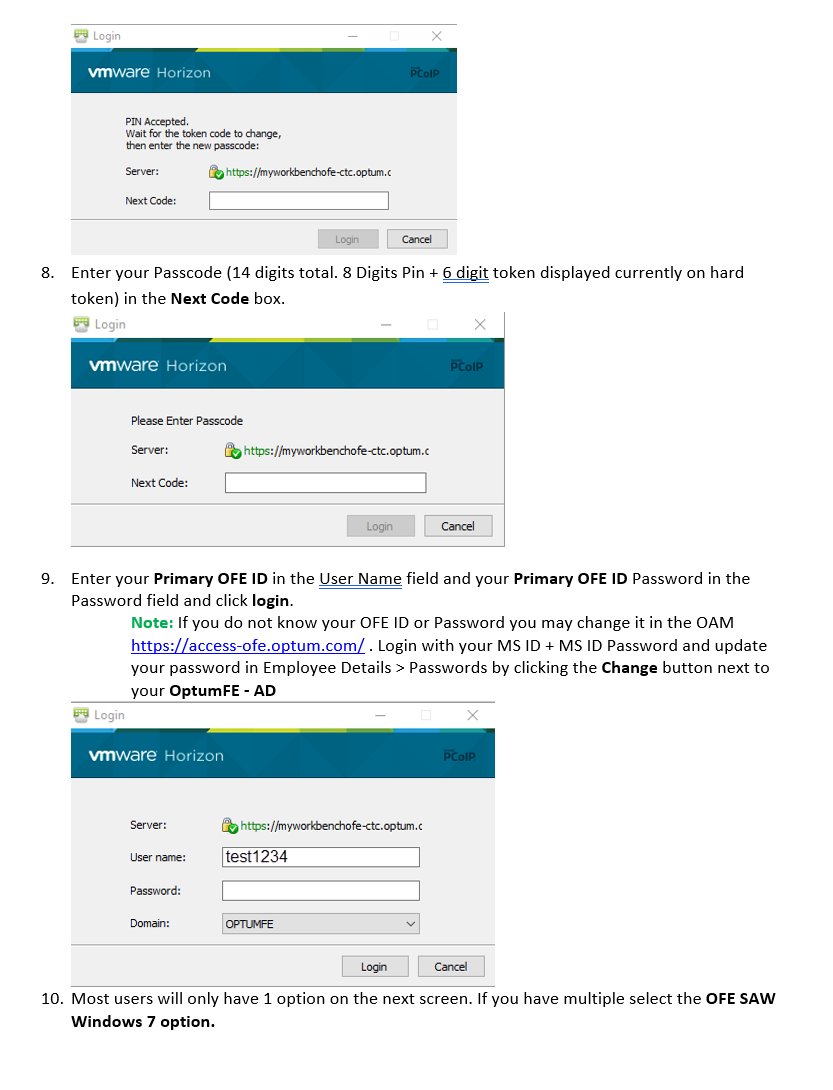 Login
vmware Horizon
PCoIP
PIN Accepted.
Wait for the token code to change,
then enter the new passcode:
Server: https://myworkbenchofe-ctc.optum.c
Next Code:
Login Cancel
8. Enter your Passcode (14 digits total. 8 Digits Pin + 6 digit token displayed currently on hard
token) in the Next Code box.
Login
vmware Horizon
PCoIP
Please Enter Passcode
Server: https://myworkbenchofe-ctc.optum.c
Next Code:
Login Cancel
9. Enter your Primary OFE ID in the User Name field and your Primary OFE ID Password in the
Password field and click login.
Note: If you do not know your OFE ID or Password you may change it in the OAM
https://access-ofe.optum.com/ . Login with your MS ID + MS ID Password and update
your password in Employee Details > Passwords by clicking the Change button next to
your OptumFE - AD
Login
vmware Horizon
PCoIP
Server: https://myworkbenchofe-ctc.optum.c
User name: test1234
Password:
Domain: OPTUMFE
Login Cancel
10. Most users will only have 1 option on the next screen. If you have multiple select the OFE SAW
Windows 7 option.